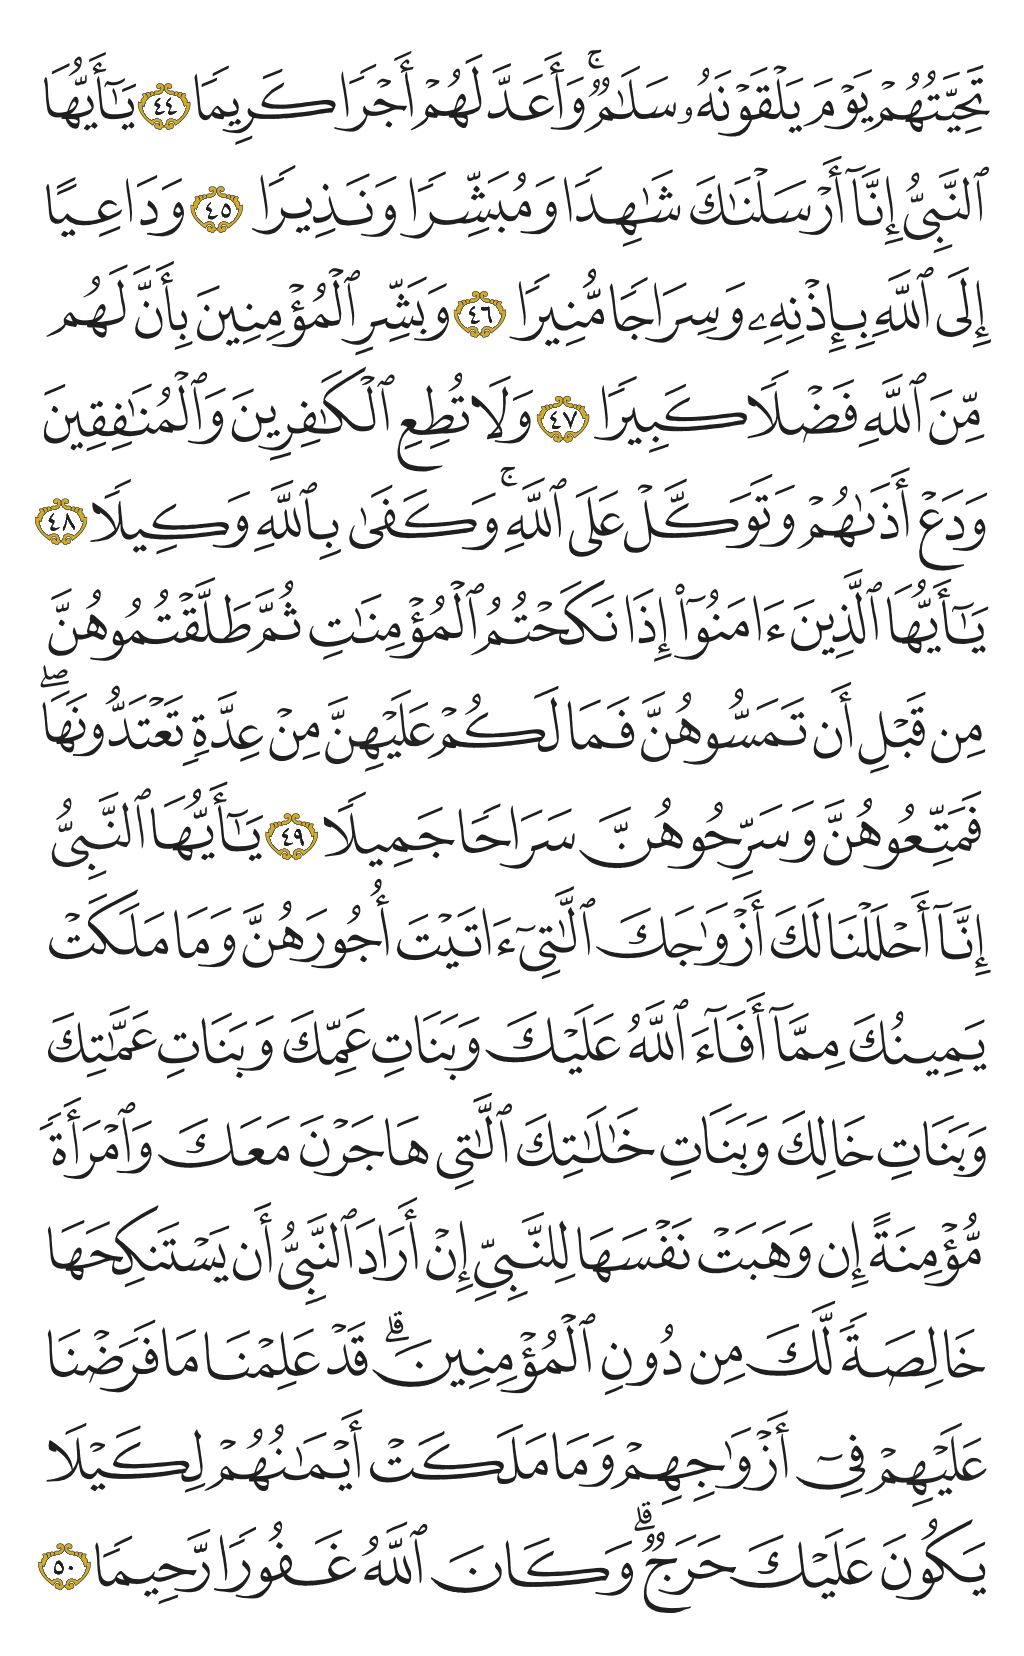 تَحِيَّتُهُمْ يَوْمَ يَلْقَوْنَهُۥ سَلَٰمٌۚ وَأَعَدَّ لَهُمْ أَجْرًا كَرِيمًا ٤٤ يَٰٓأَيُّهَا
ٱلنَّبِىُّ إِنَّآ أَرْسَلْنَٰكَ شَٰهِدًا وَمُبَشِّرًا وَنَذِيرًا ٤٥ وَدَاعِيًا
إِلَى ٱللَّهِ بِإِذْنِهِۦ وَسِرَاجًا مُّنِيرًا ٤٦ وَبَشِّرِ ٱلْمُؤْمِنِينَ بِأَنَّ لَهُم
مِّنَ ٱللَّهِ فَضْلًا كَبِيرًا ٤٧ وَلَا تُطِعِ ٱلْكَٰفِرِينَ وَٱلْمُنَٰفِقِينَ
وَدَعْ أَذَىٰهُمْ وَتَوَكَّلْ عَلَى ٱللَّهِۚ وَكَفَىٰ بِٱللَّهِ وَكِيلًا ٤٨
يَٰٓأَيُّهَا ٱلَّذِينَ ءَامَنُوٓا۟ إِذَا نَكَحْتُمُ ٱلْمُؤْمِنَٰتِ ثُمَّ طَلَّقْتُمُوهُنَّ
مِن قَبْلِ أَن تَمَسُّوهُنَّ فَمَا لَكُمْ عَلَيْهِنَّ مِنْ عِدَّةٍ تَعْتَدُّونَهَاۖ
فَمَتِّعُوهُنَّ وَسَرِّحُوهُنَّ سَرَاحًا جَمِيلًا ٤٩ يَٰٓأَيُّهَا ٱلنَّبِىُّ
إِنَّآ أَحْلَلْنَا لَكَ أَزْوَٰجَكَ ٱلَّٰتِىٓ ءَاتَيْتَ أُجُورَهُنَّ وَمَا مَلَكَتْ
يَمِينُكَ مِمَّآ أَفَآءَ ٱللَّهُ عَلَيْكَ وَبَنَاتِ عَمِّكَ وَبَنَاتِ عَمَّٰتِكَ
وَبَنَاتِ خَالِكَ وَبَنَاتِ خَٰلَٰتِكَ ٱلَّٰتِى هَاجَرْنَ مَعَكَ وَٱمْرَأَةً
مُّؤْمِنَةً إِن وَهَبَتْ نَفْسَهَا لِلنَّبِىِّ إِنْ أَرَادَ ٱلنَّبِىُّ أَن يَسْتَنكِحَهَا
خَالِصَةً لَّكَ مِن دُونِ ٱلْمُؤْمِنِينَۗ قَدْ عَلِمْنَا مَا فَرَضْنَا
عَلَيْهِمْ فِىٓ أَزْوَٰجِهِمْ وَمَا مَلَكَتْ أَيْمَٰنُهُمْ لِكَيْلَا
يَكُونَ عَلَيْكَ حَرَجٌۗ وَكَانَ ٱللَّهُ غَفُورًا رَّحِيمًا ٥٠